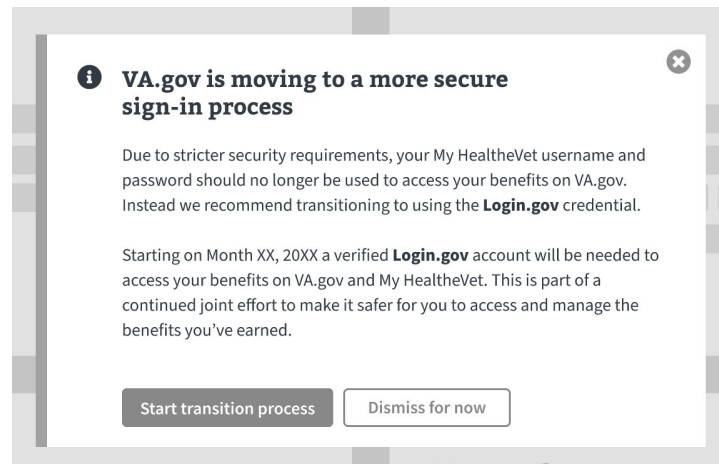 VA.gov is moving to a more secure
sign-in process
Due to stricter security requirements, your My HealtheVet username and
password should no longer be used to access your benefits on VA.gov.
Instead we recommend transitioning to using the Login.gov credential.
Starting on Month XX, 20XX a verified Login.gov account will be needed to
access your benefits on VA.gov and My HealtheVet. This is part of a
continued joint effort to make it safer for you to access and manage the
benefits you’ve earned.
Start transition process
Dismiss for now